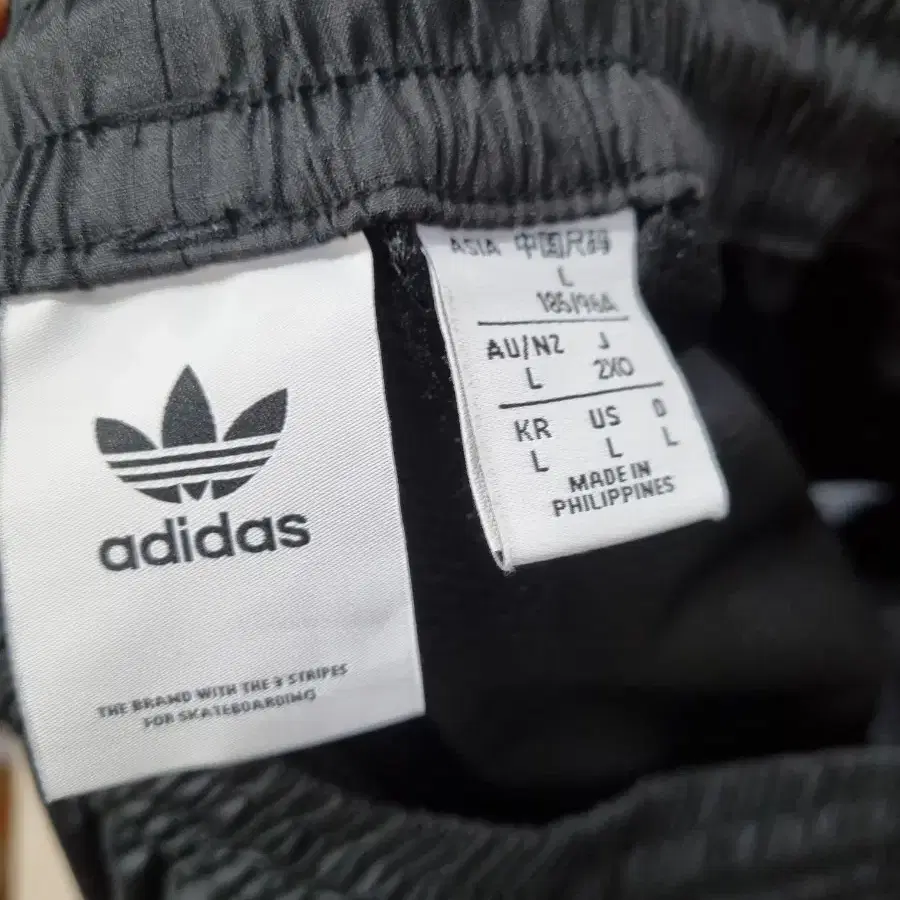 adidas
THE BRAND WITH THE 3 STRIPES
FOR SKATEBOARDING
ASIA 中国尺码
L
185/96A
AU/NZ J
L 2XO
KR US D
L L L
MADE IN
PHILIPPINES